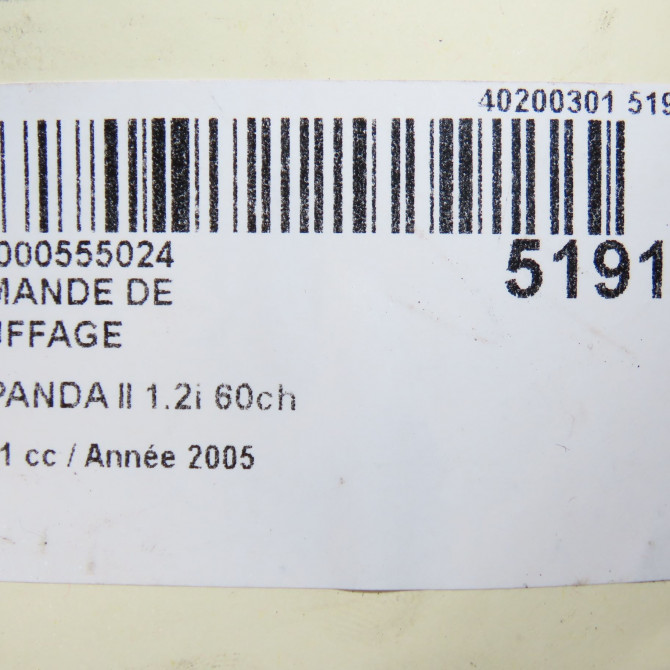 40200301 519
000555024
5191
MANDE DE
UFFAGE
PANDA II 1.2i 60ch
1 cc / Année 2005